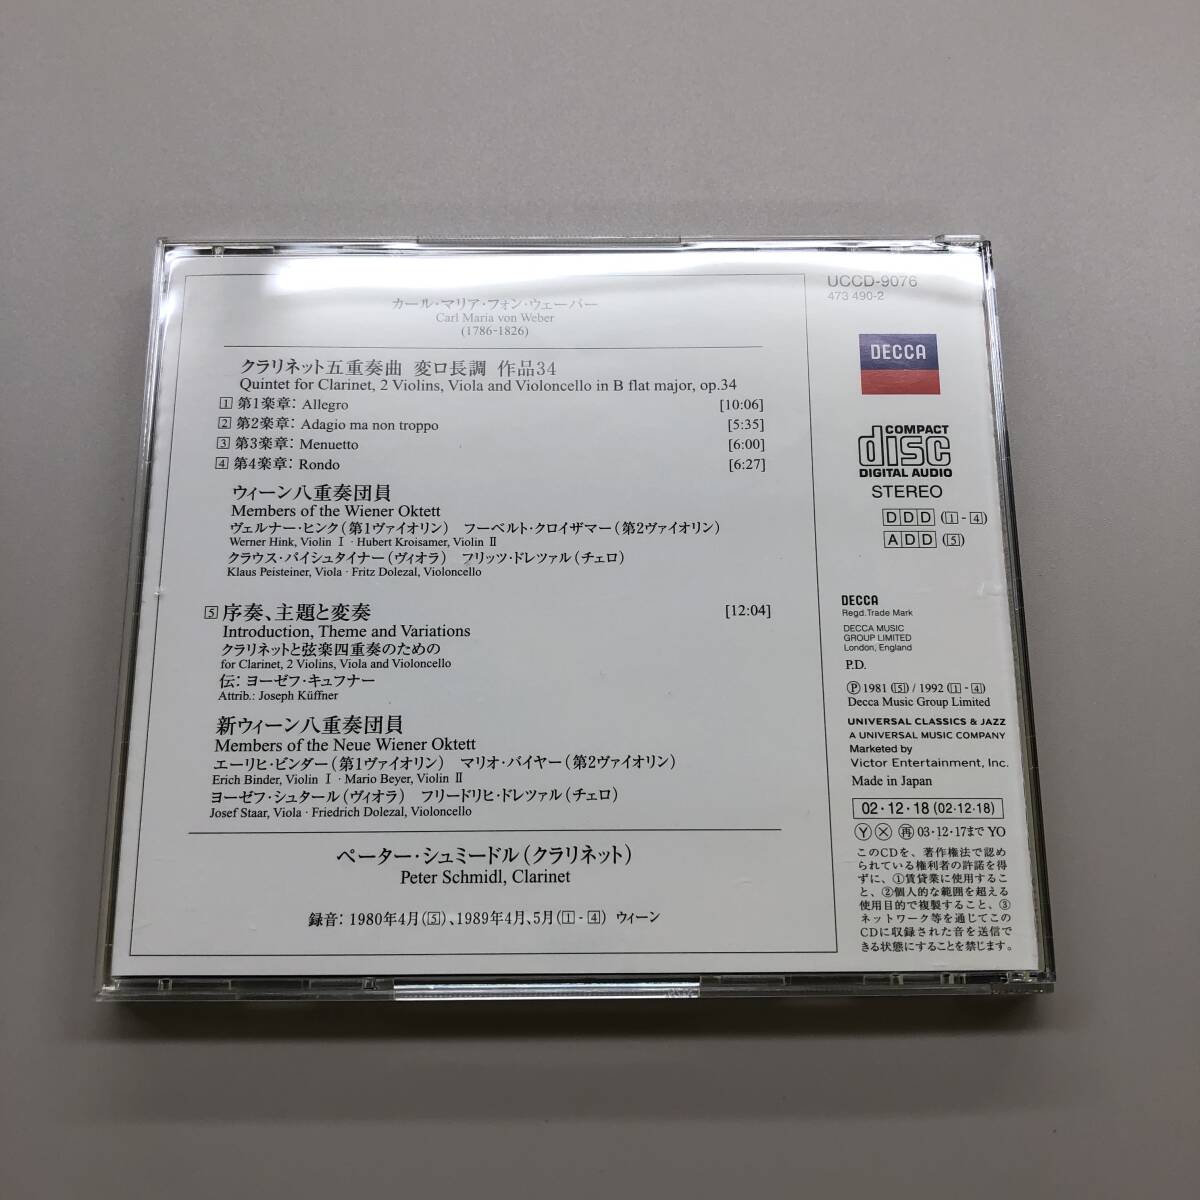 カール・マリア・フォン・ウェーバー
Carl Maria von Weber
(1786-1826)
クラリネット五重奏曲 変ロ長調 作品34
Quintet for Clarinet, 2 Violins, Viola and Violoncello in B flat major, op.34
1 第1楽章: Allegro [10:06]
2 第2楽章: Adagio ma non troppo [5:35]
3 第3楽章: Menuetto [6:00]
4 第4楽章: Rondo [6:27]
ウィーン八重奏団員
Members of the Wiener Oktett
ヴェルナー・ヒンク(第1ヴァイオリン) フーベルト・クロイザマー(第2ヴァイオリン)
Werner Hink, Violin I · Hubert Kroisamer, Violin II
クラウス・パイシュタイナー(ヴィオラ) フリッツ・ドレツァル(チェロ)
Klaus Peisteiner, Viola · Fritz Dolezal, Violoncello
5 序奏、主題と変奏 [12:04]
Introduction, Theme and Variations
クラリネットと弦楽四重奏のための
for Clarinet, 2 Violins, Viola and Violoncello
伝: ヨーゼフ・キュフナー
Attrib.: Joseph Küffner
新ウィーン八重奏団員
Members of the Neue Wiener Oktett
エーリヒ・ビンダー(第1ヴァイオリン) マリオ・バイヤー(第2ヴァイオリン)
Erich Binder, Violin I · Mario Beyer, Violin II
ヨーゼフ・シュタール(ヴィオラ) フリードリヒ・ドレツァル(チェロ)
Josef Staar, Viola · Friedrich Dolezal, Violoncello
ペーター・シュミードル(クラリネット)
Peter Schmidl, Clarinet
録音: 1980年4月(5)、1989年4月、5月(1-4) ウィーン
UCCD-9076
473 490-2
DECCA
COMPACT
disc
DIGITAL AUDIO
STEREO
DDD (1-4)
ADD (5)
DECCA
Regd. Trade Mark
DECCA MUSIC
GROUP LIMITED
London, England
P.D.
Ⓟ 1981 (5) / 1992 (1-4)
Decca Music Group Limited
UNIVERSAL CLASSICS & JAZZ
A UNIVERSAL MUSIC COMPANY
Marketed by
Victor Entertainment, Inc.
Made in Japan
02・12・18 (02・12・18)
Ⓨ Ⓧ 再 03・12・17まで YO
このCDを、著作権法で認め
られている権利者の許諾を得
ずに、①賃貸業に使用するこ
と、②個人的な範囲を超える
使用目的で複製すること、③
ネットワーク等を通じてこの
CDに収録された音を送信で
きる状態にすることを禁じます。